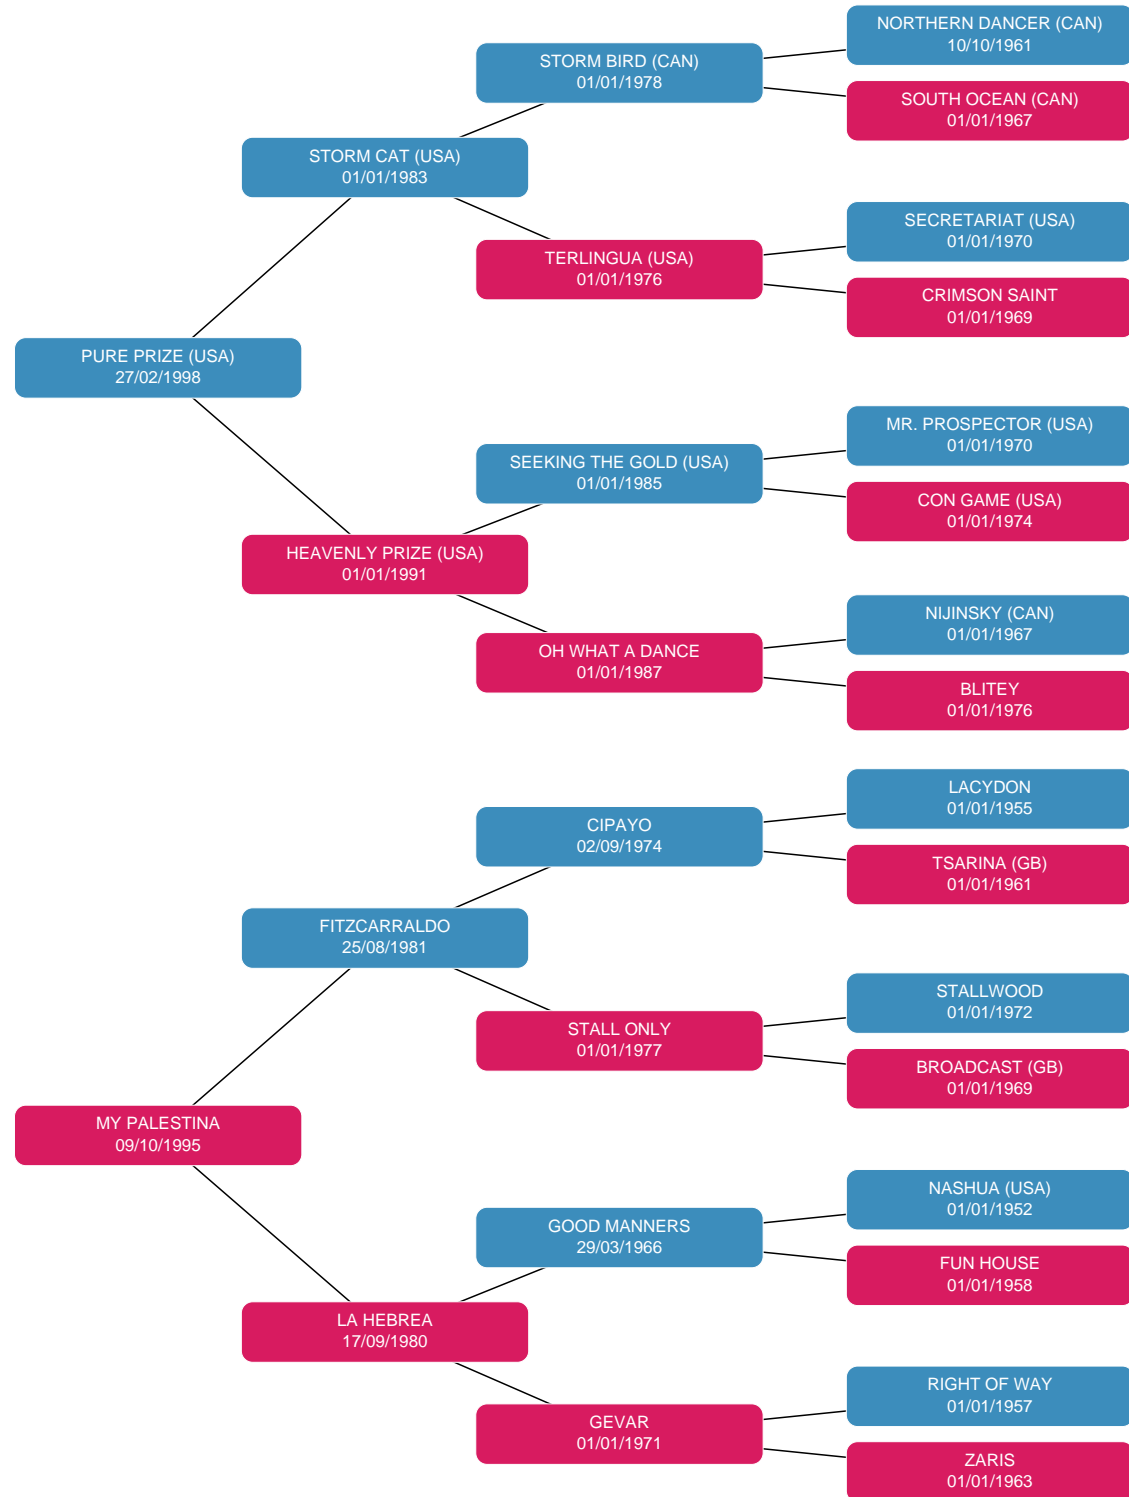 NORTHERN DANCER (CAN)
10/10/1961
STORM BIRD (CAN)
01/01/1978
SOUTH OCEAN (CAN)
01/01/1967
STORM CAT (USA)
01/01/1983
SECRETARIAT (USA)
01/01/1970
TERLINGUA (USA)
01/01/1976
CRIMSON SAINT
01/01/1969
PURE PRIZE (USA)
27/02/1998
MR. PROSPECTOR (USA)
01/01/1970
SEEKING THE GOLD (USA)
01/01/1985
CON GAME (USA)
01/01/1974
HEAVENLY PRIZE (USA)
01/01/1991
NIJINSKY (CAN)
01/01/1967
OH WHAT A DANCE
01/01/1987
BLITEY
01/01/1976
LACYDON
01/01/1955
CIPAYO
02/09/1974
TSARINA (GB)
01/01/1961
FITZCARRALDO
25/08/1981
STALLWOOD
01/01/1972
STALL ONLY
01/01/1977
BROADCAST (GB)
01/01/1969
MY PALESTINA
09/10/1995
NASHUA (USA)
01/01/1952
GOOD MANNERS
29/03/1966
FUN HOUSE
01/01/1958
LA HEBREA
17/09/1980
RIGHT OF WAY
01/01/1957
GEVAR
01/01/1971
ZARIS
01/01/1963